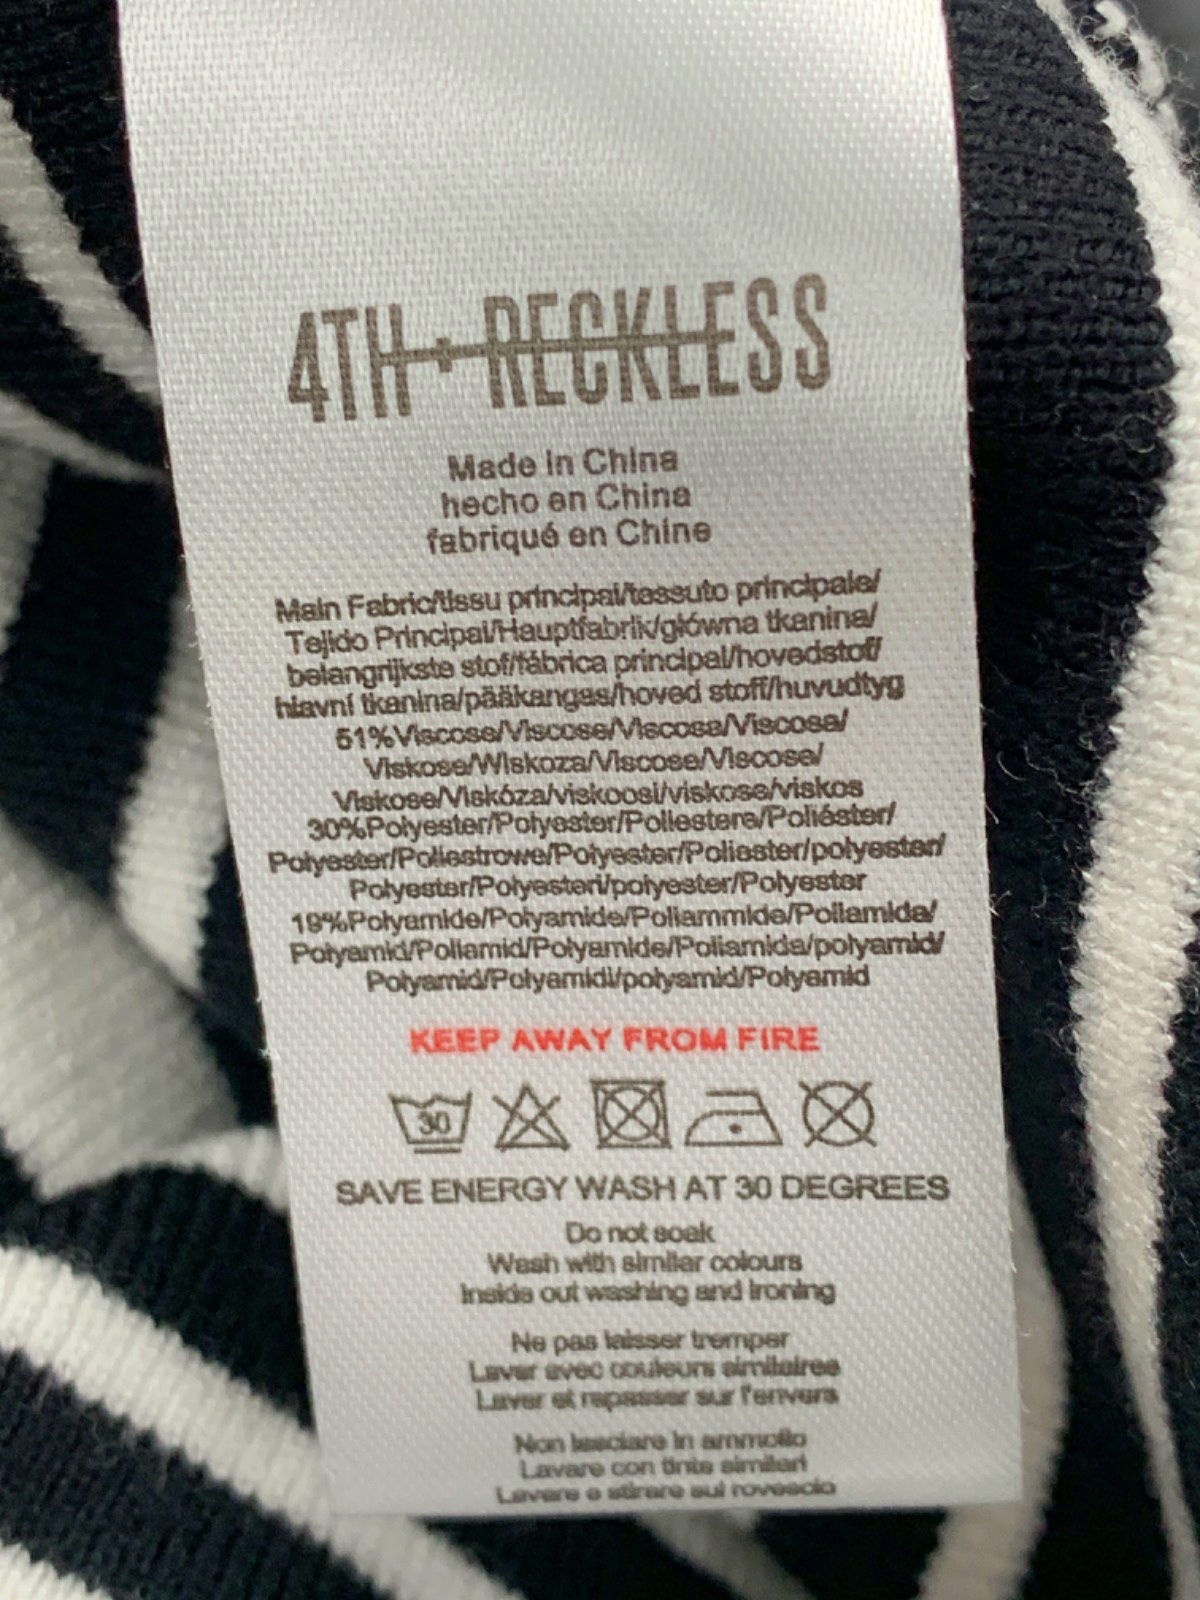 4TH + RECKLESS
Made in China
hecho en China
fabriqué en Chine
Main Fabric/tissu principal/tessuto principale/
Tejido Principal/Hauptfabrik/główna tkanina/
belangrijkste stof/fábrica principal/hovedstof/
hlavní tkanina/pääkangas/hoved stoff/huvudtyg
51%Viscose/Viscose/Viscosa/Viscosa/
Viskose/Wiskoza/Viscose/Viscose/
Viskose/Viskóza/viskoosi/viskose/viskos
30%Polyester/Polyester/Poliestere/Poliéster/
Polyester/Poliestrowe/Polyester/Poliester/polyester/
Polyester/Polyesteri/polyester/Polyester
19%Polyamide/Polyamide/Poliammide/Poliamida/
Polyamid/Poliamid/Polyamide/Poliamida/polyamid/
Polyamid/Polyamidi/polyamid/Polyamid
KEEP AWAY FROM FIRE
30
SAVE ENERGY WASH AT 30 DEGREES
Do not soak
Wash with similar colours
Inside out washing and ironing
Ne pas laisser tremper
Laver avec couleurs similaires
Laver et repasser sur l'envers
Non lasciare in ammollo
Lavare con tinte similari
Lavare e stirare sul rovescio